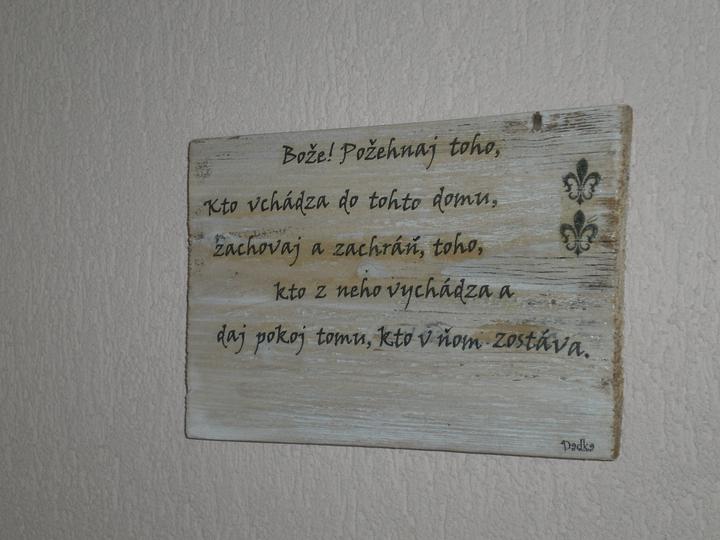 Bože! Požehnaj toho,
Kto vchádza do tohto domu,
zachovaj a zachráň, toho,
kto z neho vychádza a
daj pokoj tomu, kto v ňom zostáva.
Dadka